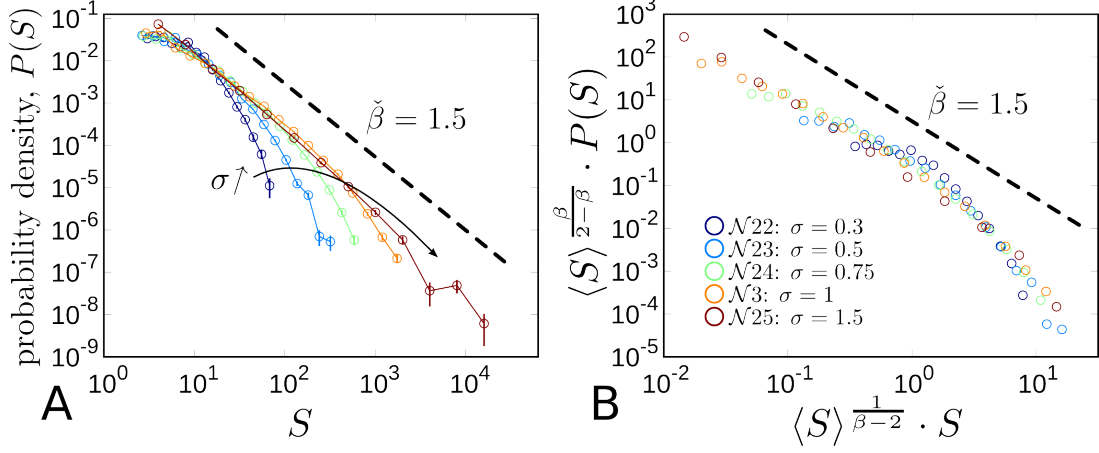 probability density, P(S)
10^-1
10^-2
10^-3
10^-4
10^-5
10^-6
10^-7
10^-8
10^-9
10^0
10^1
10^2
10^3
10^4
β̌ = 1.5
σ↑
A
S
⟨S⟩^(β/(2−β)) · P(S)
10^3
10^2
10^1
10^0
10^-1
10^-2
10^-3
10^-4
10^-5
10^-2
10^-1
10^0
10^1
β̌ = 1.5
𝒩22: σ = 0.3
𝒩23: σ = 0.5
𝒩24: σ = 0.75
𝒩3: σ = 1
𝒩25: σ = 1.5
B
⟨S⟩^(1/(β−2)) · S